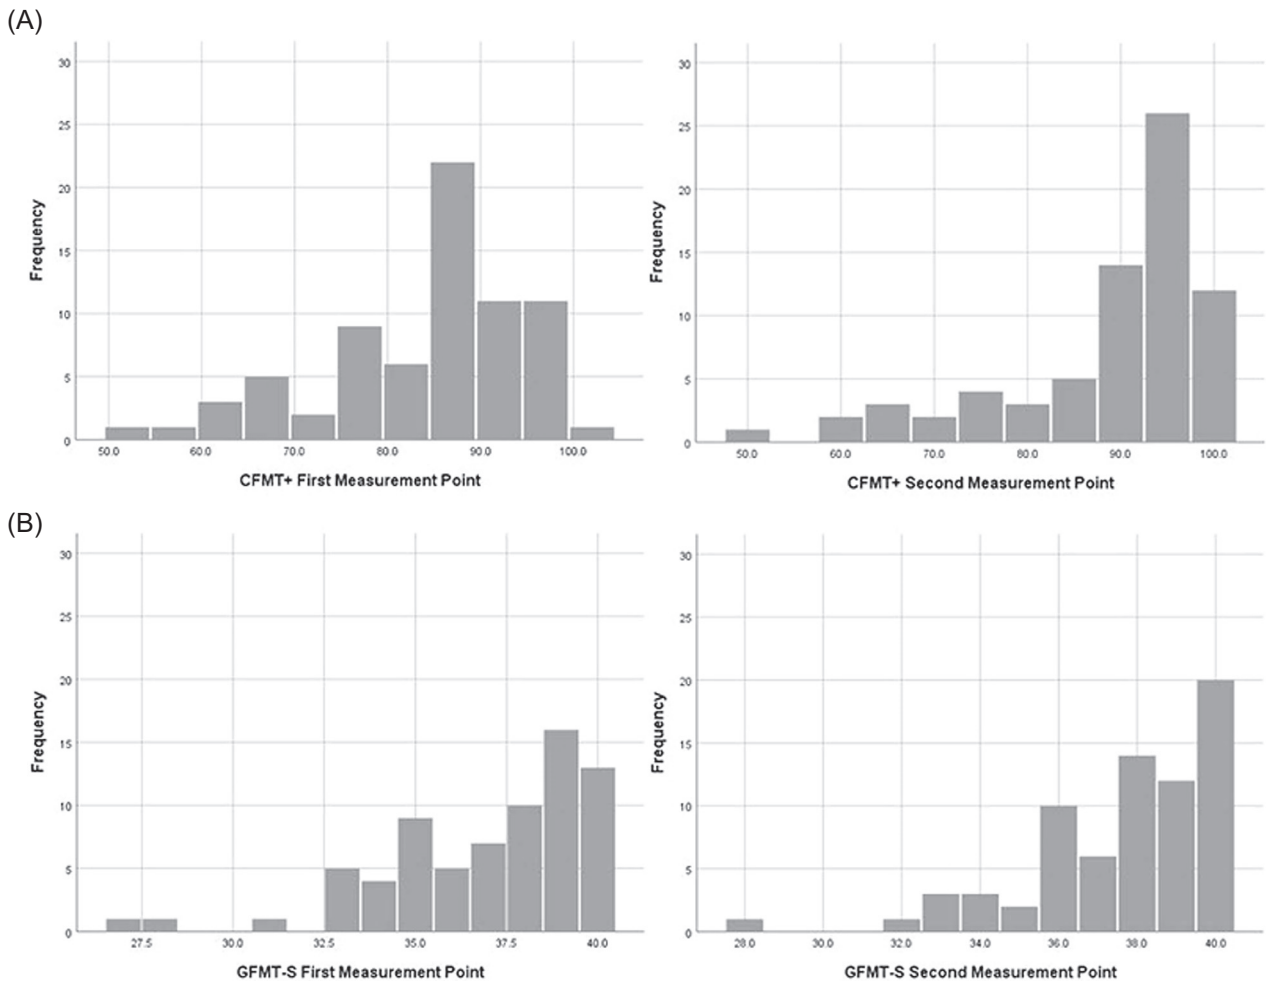 (A)
30
25
20
15
10
5
0
Frequency
50.0 60.0 70.0 80.0 90.0 100.0
CFMT+ First Measurement Point
30
25
20
15
10
5
0
Frequency
50.0 60.0 70.0 80.0 90.0 100.0
CFMT+ Second Measurement Point
(B)
30
25
20
15
10
5
0
Frequency
27.5 30.0 32.5 35.0 37.5 40.0
GFMT-S First Measurement Point
30
25
20
15
10
5
0
Frequency
28.0 30.0 32.0 34.0 36.0 38.0 40.0
GFMT-S Second Measurement Point